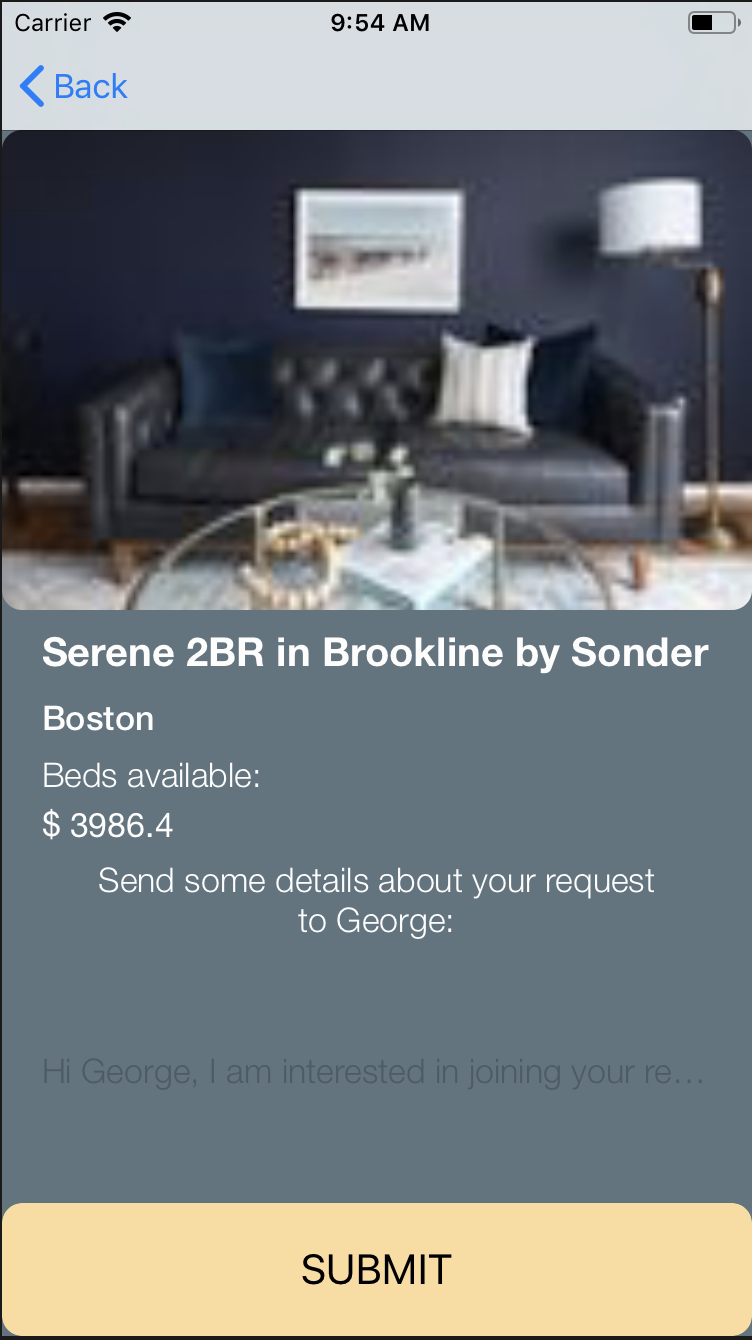 Carrier 9:54 AM
Back
Serene 2BR in Brookline by Sonder
Boston
Beds available:
$ 3986.4
Send some details about your request
to George:
Hi George, I am interested in joining your re…
SUBMIT